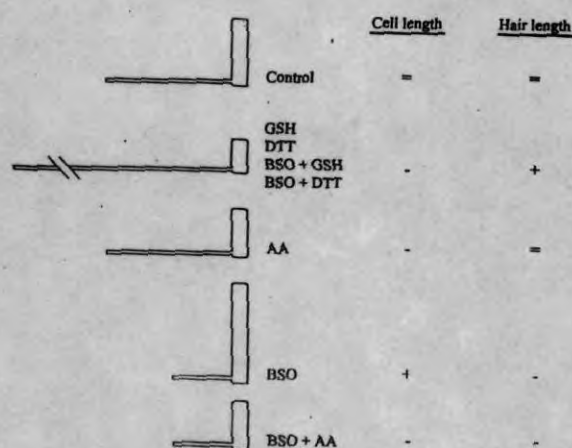 Cell length Hair length
Control = =
GSH
DTT
BSO + GSH - +
BSO + DTT
AA - =
BSO + -
BSO + AA - -